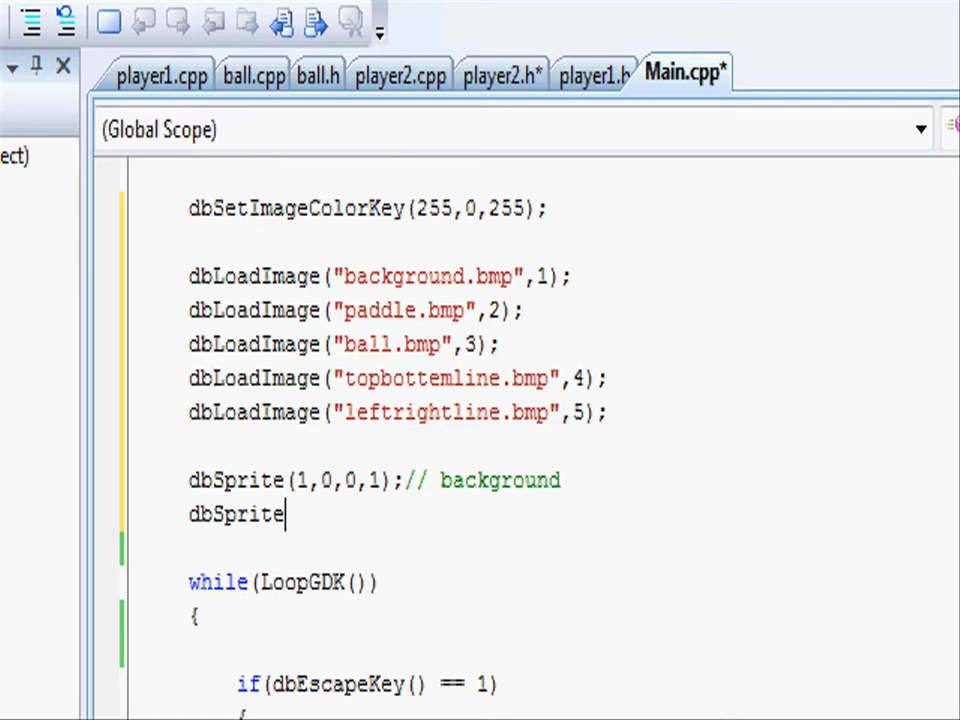 player1.cpp ball.cpp ball.h player2.cpp player2.h* player1.h Main.cpp*
(Global Scope)
ect)
dbSetImageColorKey(255,0,255);
dbLoadImage("background.bmp",1);
dbLoadImage("paddle.bmp",2);
dbLoadImage("ball.bmp",3);
dbLoadImage("topbottemline.bmp",4);
dbLoadImage("leftrightline.bmp",5);
dbSprite(1,0,0,1);// background
dbSprite
while(LoopGDK())
{
if(dbEscapeKey() == 1)
{